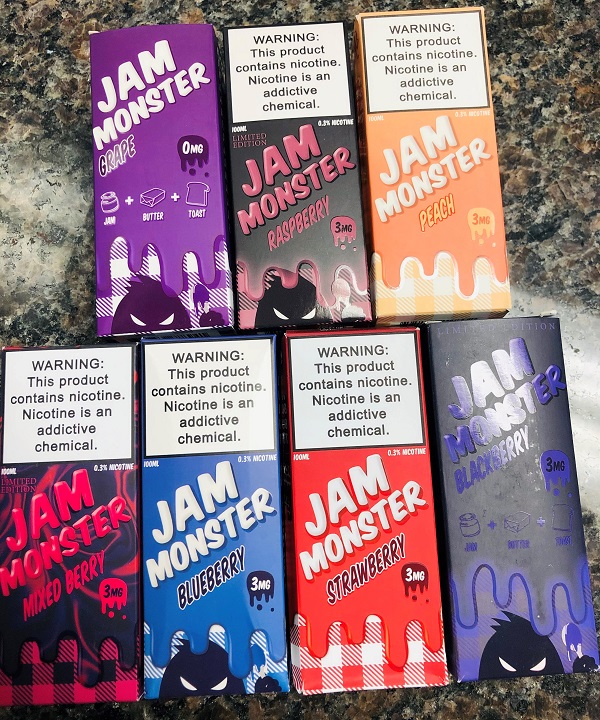 JAM
MONSTER
GRAPE
0MG
JAM + BUTTER + TOAST
WARNING:
This product
contains nicotine.
Nicotine is an
addictive
chemical.
100ML 0.3% NICOTINE
LIMITED
EDITION
JAM
MONSTER
RASPBERRY
3MG
WARNING:
This product
contains nicotine.
Nicotine is an
addictive
chemical.
100ML 0.3% NICOTINE
JAM
MONSTER
PEACH
3MG
WARNING:
This product
contains nicotine.
Nicotine is an
addictive
chemical.
100ML 0.3% NICOTINE
LIMITED
EDITION
JAM
MONSTER
MIXED BERRY
3MG
WARNING:
This product
contains nicotine.
Nicotine is an
addictive
chemical.
100ML 0.3% NICOTINE
JAM
MONSTER
BLUEBERRY
3MG
WARNING:
This product
contains nicotine.
Nicotine is an
addictive
chemical.
100ML 0.3% NICOTINE
JAM
MONSTER
STRAWBERRY
3MG
LIMITED EDITION
JAM
MONSTER
BLACKBERRY
3MG
JAM + BUTTER + TOAST